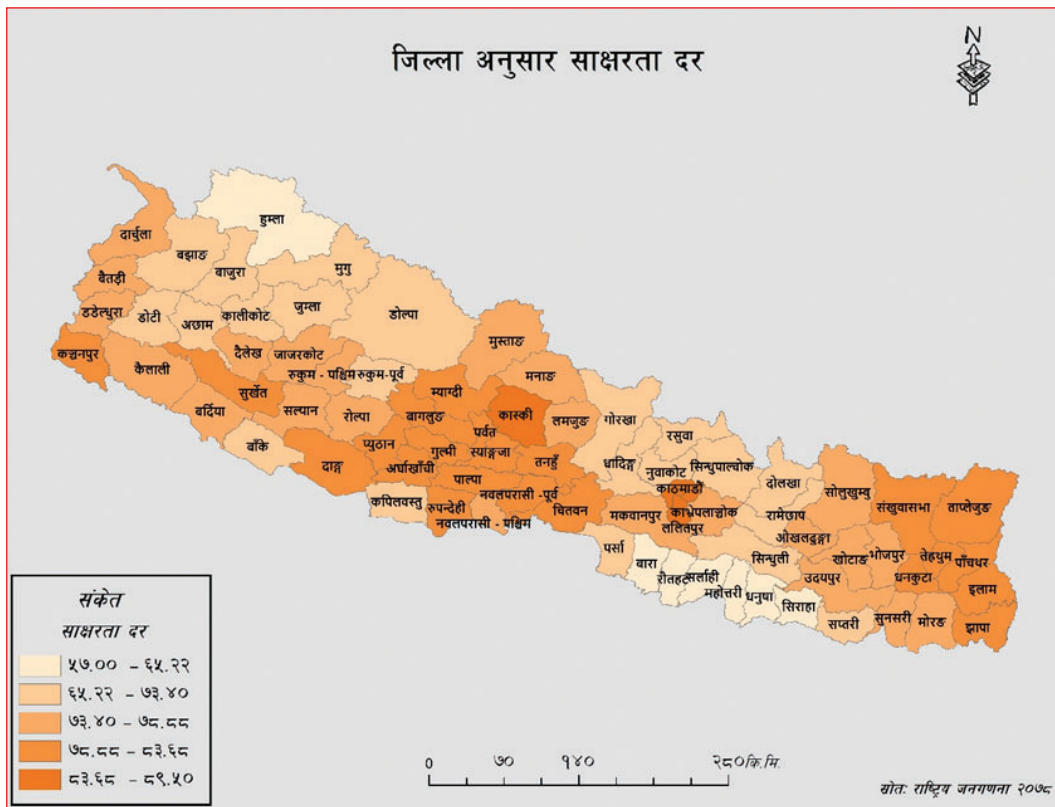 जिल्ला अनुसार साक्षरता दर
N
हुम्ला
दार्चुला
बझाङ
मुगु
बाजुरा
बैतडी
जुम्ला
डोल्पा
डडेल्धुरा
डोटी
अछाम
कालीकोट
मुस्ताङ
कञ्चनपुर
कैलाली
दैलेख
जाजरकोट
रुकुम - पश्चिम
रुकुम-पूर्व
मनाङ
म्याग्दी
सुर्खेत
बर्दिया
सल्यान
रोल्पा
बागलुङ
कास्की
लमजुङ
गोरखा
पर्वत
रसुवा
बाँके
प्युठान
गुल्मी
स्याङ्गजा
तनहुँ
धादिङ्ग
नुवाकोट
सिन्धुपाल्चोक
दाङ्ग
अर्घाखाँची
पाल्पा
काठमाडौँ
दोलखा
सोलुखुम्बु
संखुवासभा
ताप्लेजुङ
कपिलवस्तु
रुपन्देही
नवलपरासी -पूर्व
नवलपरासी - पश्चिम
चितवन
मकवानपुर
काभ्रेपलाञ्चोक
ललितपुर
रामेछाप
ओखलढुङ्गा
पर्सा
बारा
रौतहट
सर्लाही
महोत्तरी
धनुषा
सिराहा
सिन्धुली
खोटाङ
भोजपुर
तेह्रथुम
पाँचथर
उदयपुर
धनकुटा
इलाम
सप्तरी
सुनसरी
मोरङ
झापा
संकेत
साक्षरता दर
५७.०० - ६५.२२
६५.२२ - ७३.४०
७३.४० - ७८.८८
७८.८८ - ८३.६८
८३.६८ - ८९.५०
० ७० १४० २८० कि.मि.
स्रोतः राष्ट्रिय जनगणना २०७८